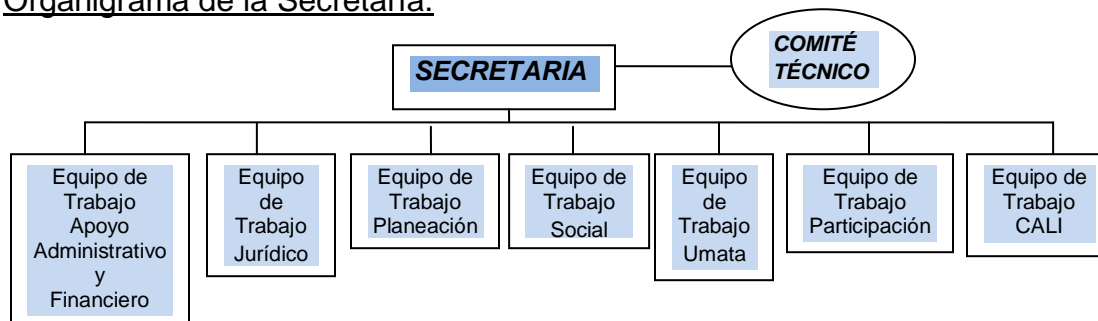 Organigrama de la Secretaria:
COMITÉ
TÉCNICO
SECRETARIA
Equipo de
Trabajo
Apoyo
Administrativo
y
Financiero
Equipo
de
Trabajo
Jurídico
Equipo de
Trabajo
Planeación
Equipo de
Trabajo
Social
Equipo
de
Trabajo
Umata
Equipo de
Trabajo
Participación
Equipo de
Trabajo
CALI